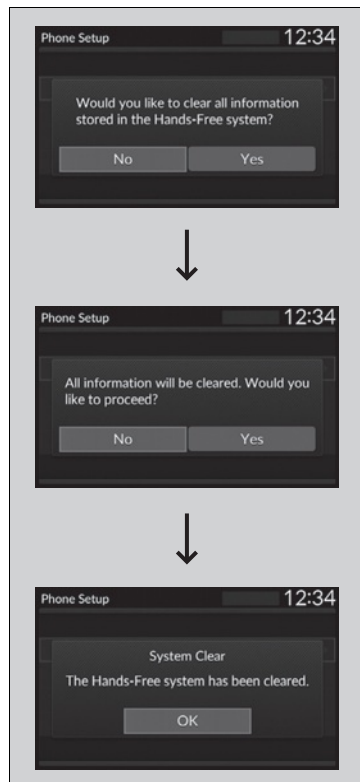 Phone Setup 12:34
Would you like to clear all information
stored in the Hands-Free system?
No Yes
Phone Setup 12:34
All information will be cleared. Would you
like to proceed?
No Yes
Phone Setup 12:34
System Clear
The Hands-Free system has been cleared.
OK